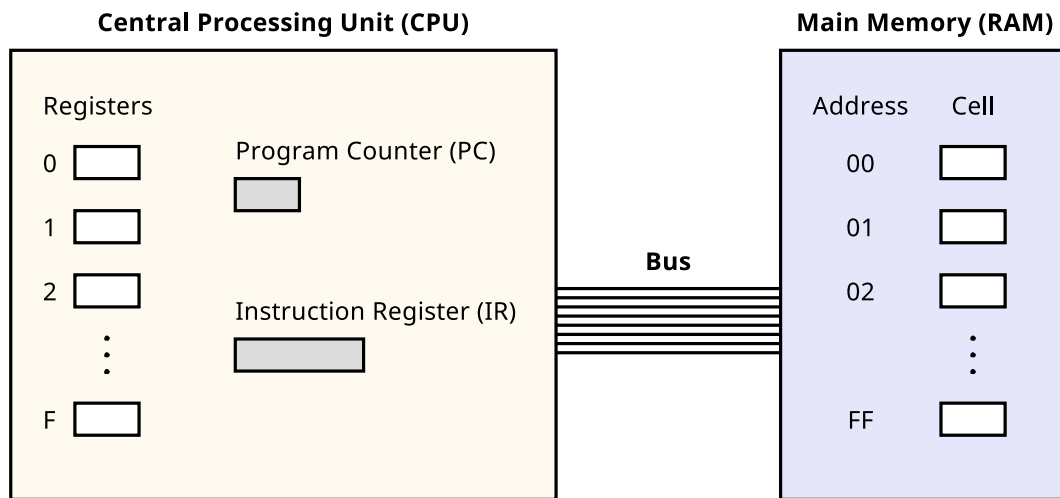 Central Processing Unit (CPU)
Main Memory (RAM)
Registers
0
1
2
F
Program Counter (PC)
Instruction Register (IR)
Bus
Address Cell
00
01
02
FF